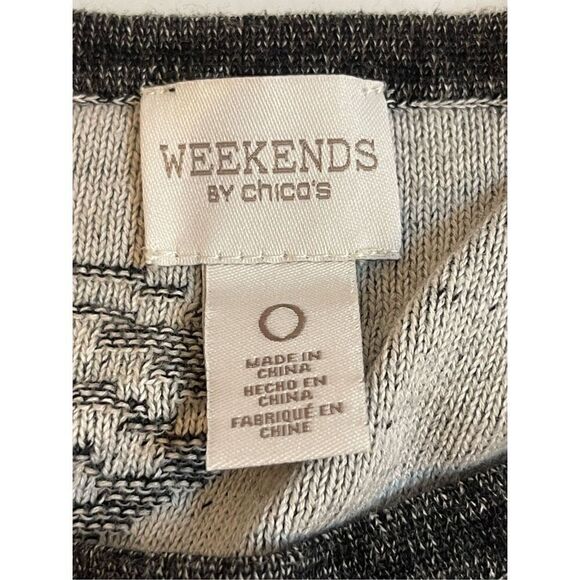 WEEKENDS
BY chico's
0
MADE IN
CHINA
HECHO EN
CHINA
FABRIQUÉ EN
CHINE